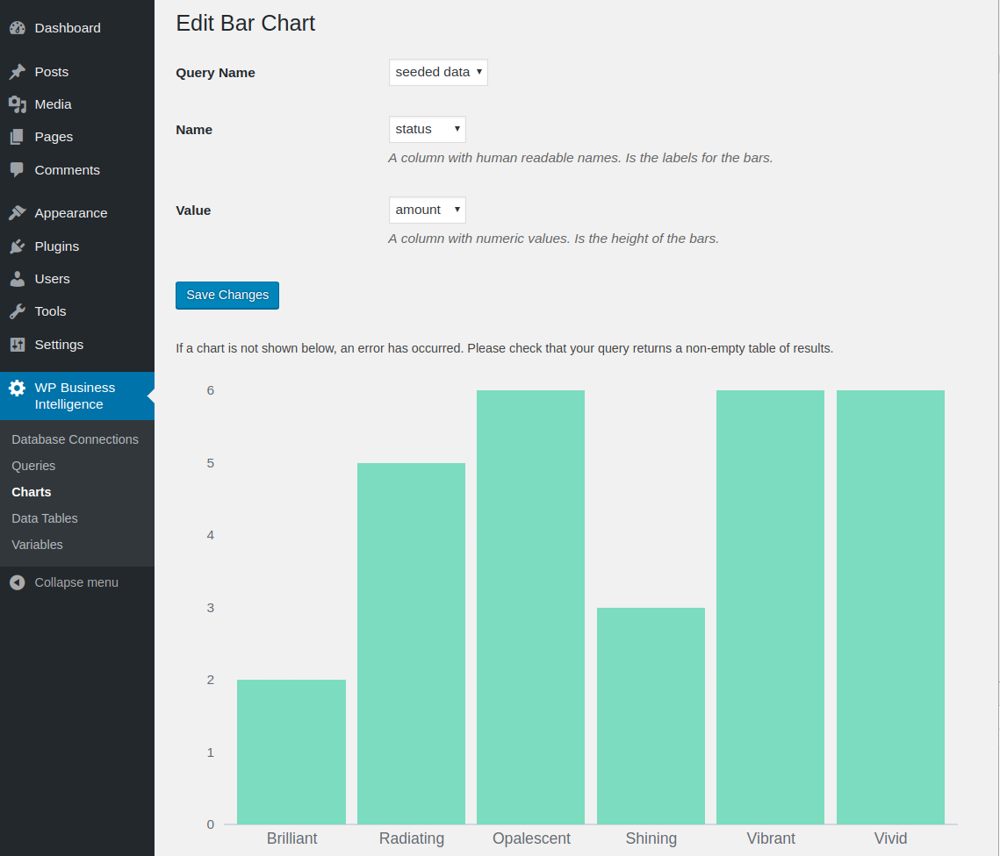 Dashboard
Posts
Media
Pages
Comments
Appearance
Plugins
Users
Tools
Settings
WP Business
Intelligence
Database Connections
Queries
Charts
Data Tables
Variables
Collapse menu
Edit Bar Chart
Query Name
seeded data
Name
status
A column with human readable names. Is the labels for the bars.
Value
amount
A column with numeric values. Is the height of the bars.
Save Changes
If a chart is not shown below, an error has occurred. Please check that your query returns a non-empty table of results.
6
5
4
3
2
1
0
Brilliant Radiating Opalescent Shining Vibrant Vivid